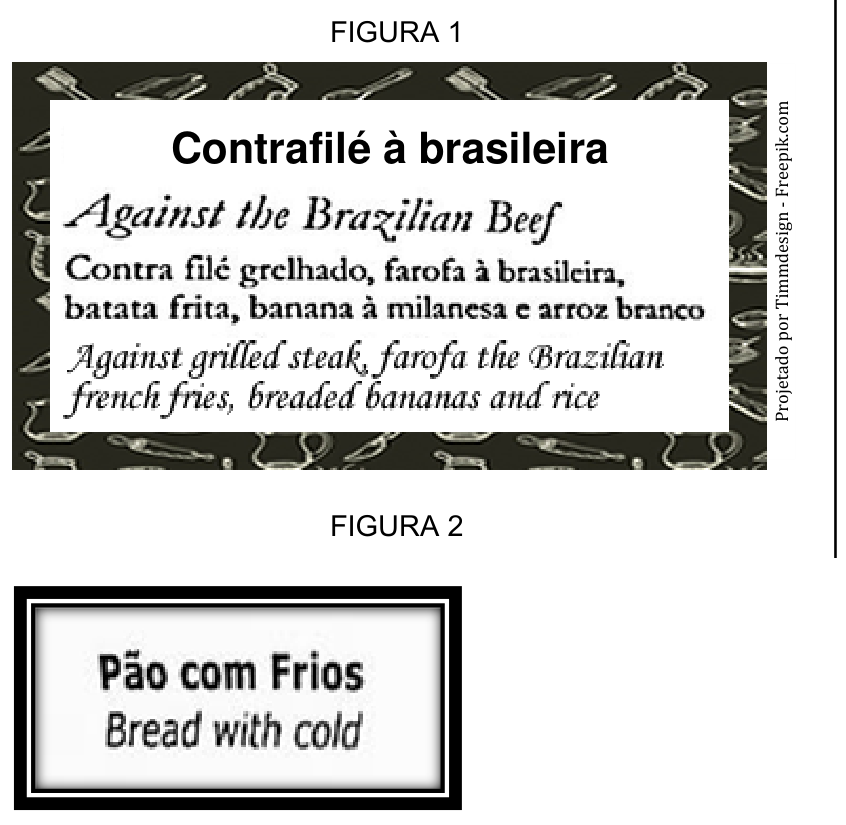 FIGURA 1
Contrafilé à brasileira
Against the Brazilian Beef
Contra filé grelhado, farofa à brasileira,
batata frita, banana à milanesa e arroz branco
Against grilled steak, farofa the Brazilian
french fries, breaded bananas and rice
Projetado por Timmdesign - Freepik.com
FIGURA 2
Pão com Frios
Bread with cold